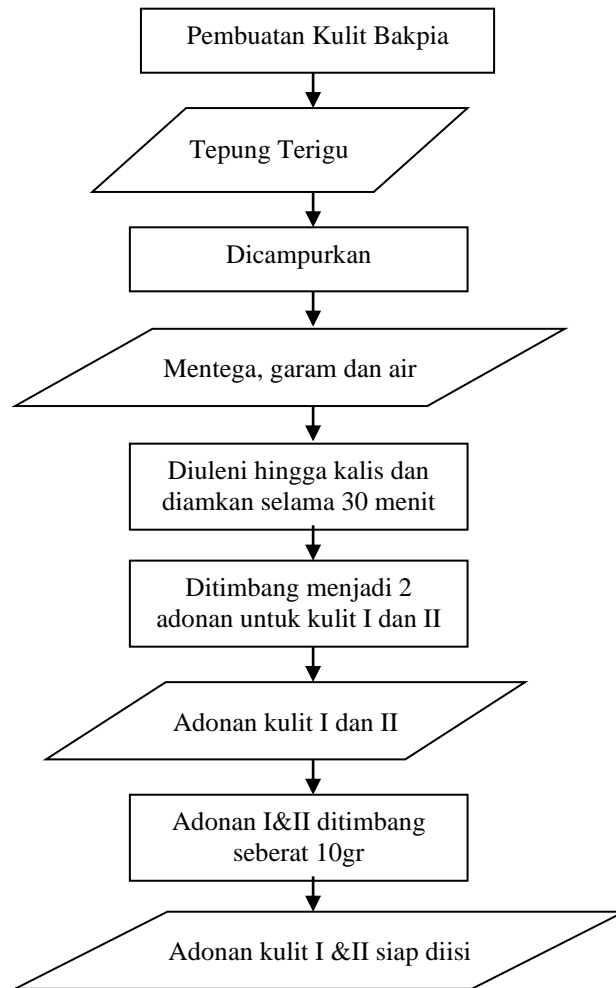 Pembuatan Kulit Bakpia
Tepung Terigu
Dicampurkan
Mentega, garam dan air
Diuleni hingga kalis dan
diamkan selama 30 menit
Ditimbang menjadi 2
adonan untuk kulit I dan II
Adonan kulit I dan II
Adonan I&II ditimbang
seberat 10gr
Adonan kulit I &II siap diisi